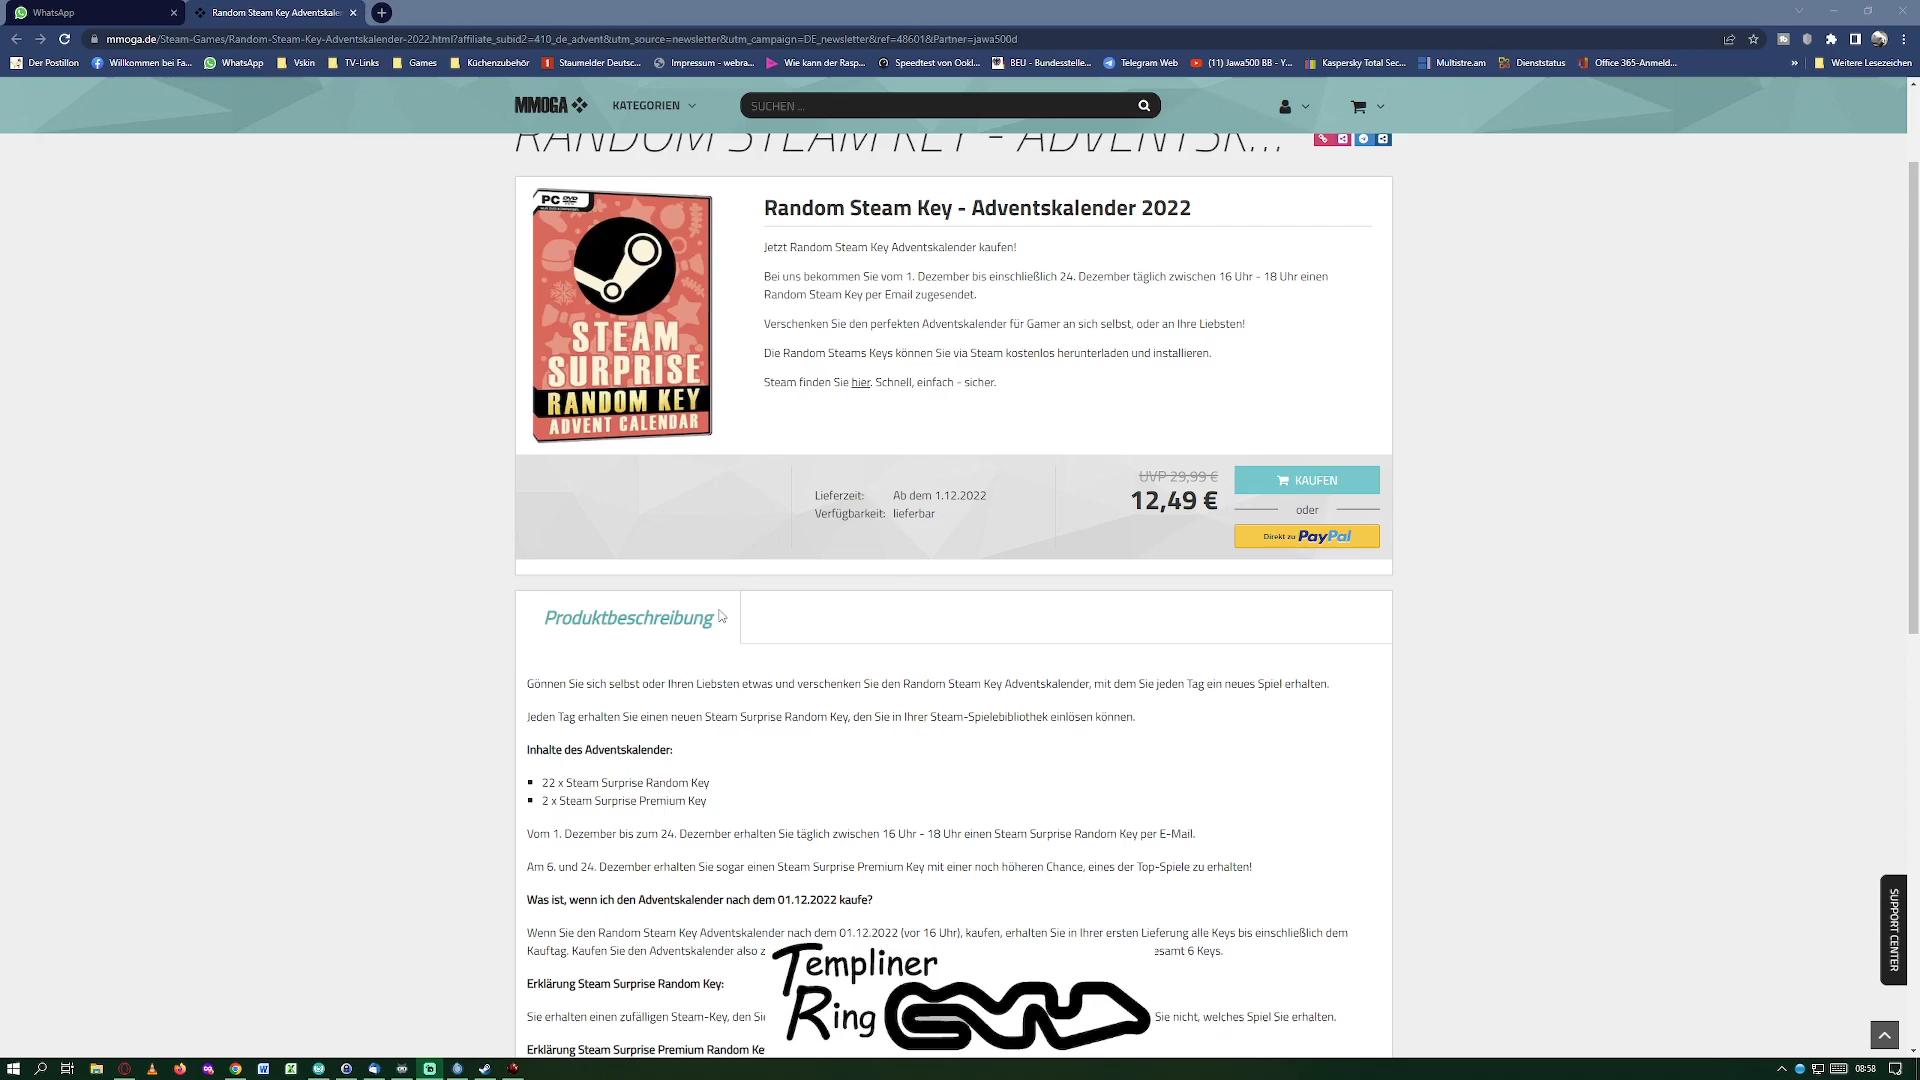 WhatsApp
Random Steam Key Adventskale
mmoga.de/Steam-Games/Random-Steam-Key-Adventskalender-2022.html?affiliate_subid2=410_de_advent&utm_source=newsletter&utm_campaign=DE_newsletter&ref=48601&Partner=jawa500d
Der Postillon Willkommen bei Fa... WhatsApp Vskin TV-Links Games Küchenzubehör Staumelder Deutsc... Impressum - webra... Wie kann der Rasp... Speedtest von Ookl... BEU - Bundesstelle... Telegram Web (11) Jawa500 BB - Y... Kaspersky Total Sec... Multistre.am Dienststatus Office 365-Anmeld... » Weitere Lesezeichen
MMOGA KATEGORIEN SUCHEN ...
RANDOM STEAM KEY - ADVENTSK...
PC DVD
STEAM
SURPRISE
RANDOM KEY
ADVENT CALENDAR
Random Steam Key - Adventskalender 2022
Jetzt Random Steam Key Adventskalender kaufen!
Bei uns bekommen Sie vom 1. Dezember bis einschließlich 24. Dezember täglich zwischen 16 Uhr - 18 Uhr einen
Random Steam Key per Email zugesendet.
Verschenken Sie den perfekten Adventskalender für Gamer an sich selbst, oder an Ihre Liebsten!
Die Random Steams Keys können Sie via Steam kostenlos herunterladen und installieren.
Steam finden Sie hier. Schnell, einfach - sicher.
Lieferzeit: Ab dem 1.12.2022
Verfügbarkeit: lieferbar
UVP 29,99 €
12,49 €
KAUFEN
oder
Direkt zu PayPal
Produktbeschreibung
Gönnen Sie sich selbst oder Ihren Liebsten etwas und verschenken Sie den Random Steam Key Adventskalender, mit dem Sie jeden Tag ein neues Spiel erhalten.
Jeden Tag erhalten Sie einen neuen Steam Surprise Random Key, den Sie in Ihrer Steam-Spielebibliothek einlösen können.
Inhalte des Adventskalender:
22 x Steam Surprise Random Key
2 x Steam Surprise Premium Key
Vom 1. Dezember bis zum 24. Dezember erhalten Sie täglich zwischen 16 Uhr - 18 Uhr einen Steam Surprise Random Key per E-Mail.
Am 6. und 24. Dezember erhalten Sie sogar einen Steam Surprise Premium Key mit einer noch höheren Chance, eines der Top-Spiele zu erhalten!
Was ist, wenn ich den Adventskalender nach dem 01.12.2022 kaufe?
Wenn Sie den Random Steam Key Adventskalender nach dem 01.12.2022 (vor 16 Uhr), kaufen, erhalten Sie in Ihrer ersten Lieferung alle Keys bis einschließlich dem
Kauftag. Kaufen Sie den Adventskalender also z esamt 6 Keys.
Erklärung Steam Surprise Random Key:
Sie erhalten einen zufälligen Steam-Key, den Sie Sie nicht, welches Spiel Sie erhalten.
Erklärung Steam Surprise Premium Random Ke
Templiner
Ring
SUPPORT CENTER
08:58